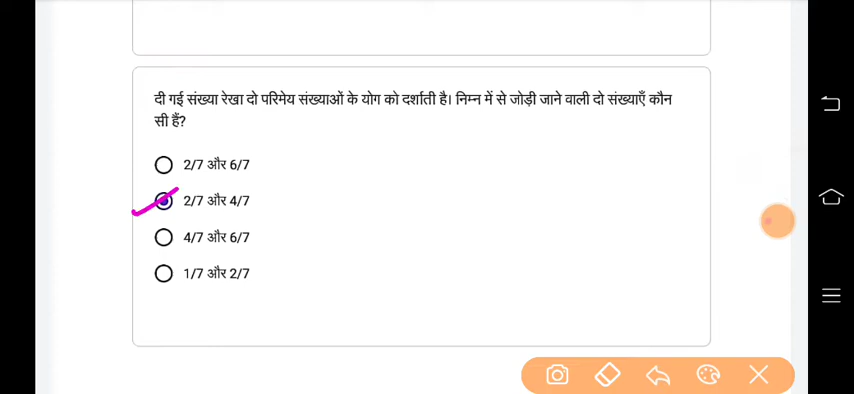 दी गई संख्या रेखा दो परिमेय संख्याओं के योग को दर्शाती है। निम्न में से जोड़ी जाने वाली दो संख्याएँ कौन
सी हैं?
2/7 और 6/7
2/7 और 4/7
4/7 और 6/7
1/7 और 2/7